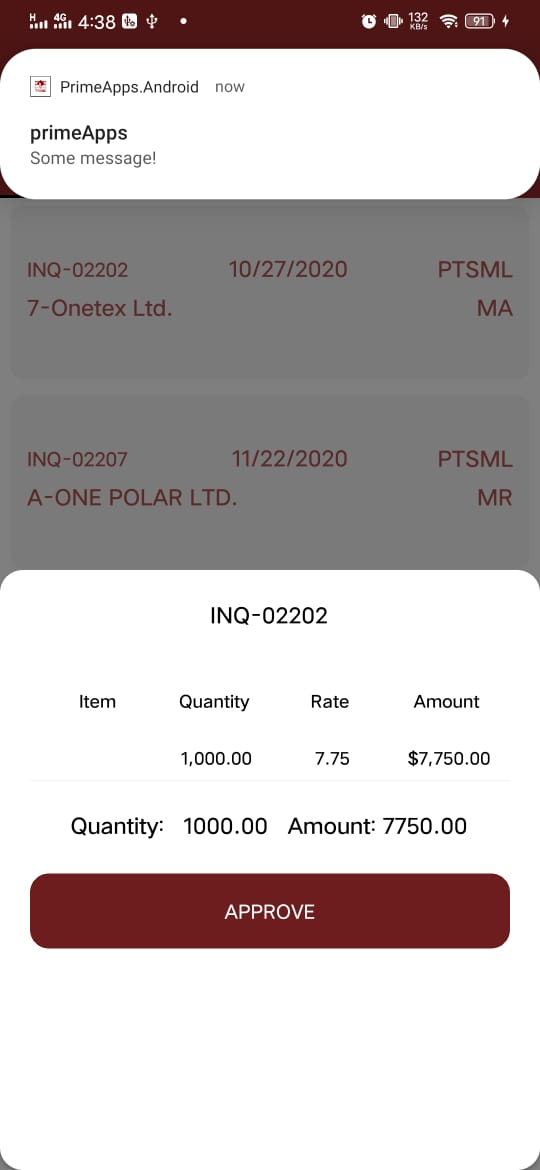 H 4G 4:38 132 KB/s 91
PrimeApps.Android now
primeApps
Some message!
INQ-02202 10/27/2020 PTSML
7-Onetex Ltd. MA
INQ-02207 11/22/2020 PTSML
A-ONE POLAR LTD. MR
INQ-02202
Item Quantity Rate Amount
1,000.00 7.75 $7,750.00
Quantity: 1000.00 Amount: 7750.00
APPROVE